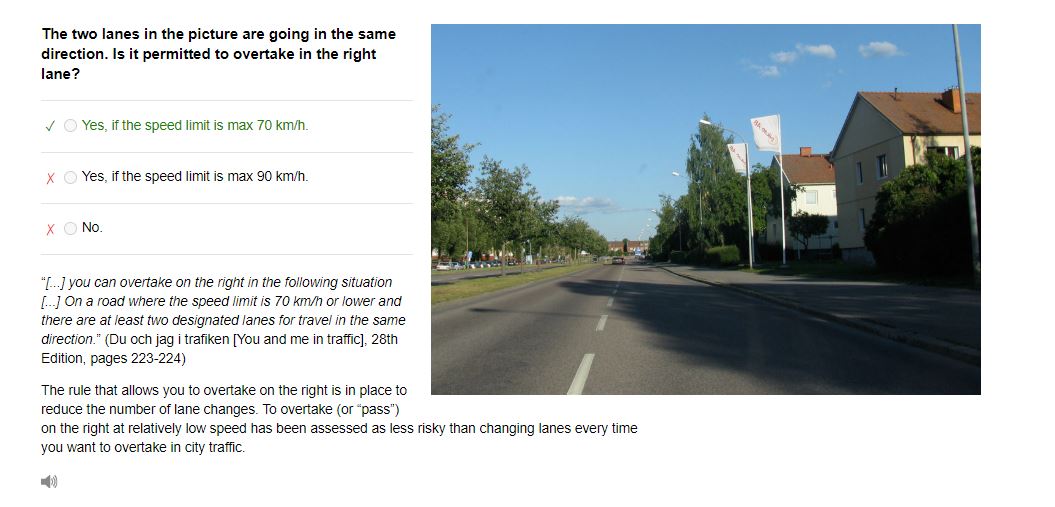 The two lanes in the picture are going in the same
direction. Is it permitted to overtake in the right
lane?
Yes, if the speed limit is max 70 km/h.
Yes, if the speed limit is max 90 km/h.
No.
“[...] you can overtake on the right in the following situation
[...] On a road where the speed limit is 70 km/h or lower and
there are at least two designated lanes for travel in the same
direction.” (Du och jag i trafiken [You and me in traffic], 28th
Edition, pages 223-224)
The rule that allows you to overtake on the right is in place to
reduce the number of lane changes. To overtake (or “pass”)
on the right at relatively low speed has been assessed as less risky than changing lanes every time
you want to overtake in city traffic.